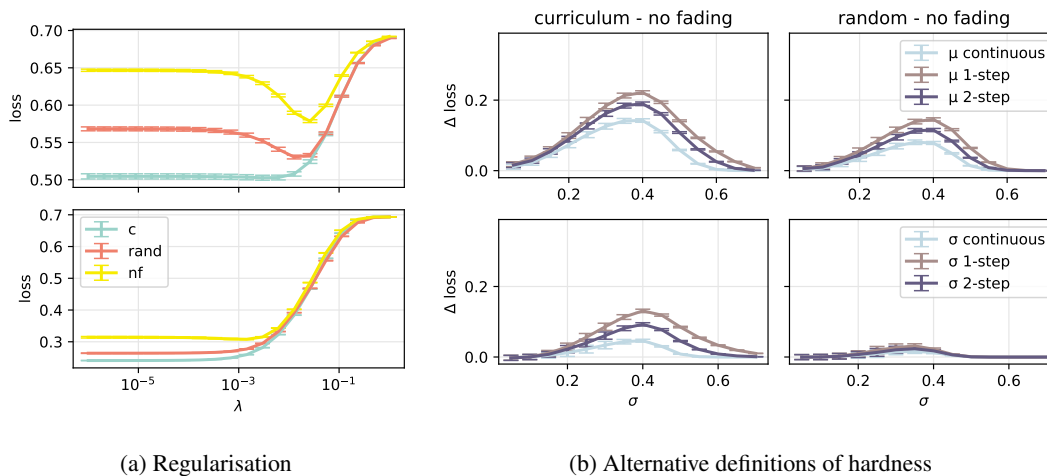 curriculum - no fading
random - no fading
0.70
0.65
0.60
0.55
0.50
loss
0.7
0.5
0.3
loss
c
rand
nf
10⁻⁵
10⁻³
10⁻¹
λ
0.2
0.0
Δ loss
0.2
0.4
0.6
μ continuous
μ 1-step
μ 2-step
0.2
0.4
0.6
0.2
0.0
Δ loss
0.2
0.4
0.6
σ
σ continuous
σ 1-step
σ 2-step
0.2
0.4
0.6
σ
(a) Regularisation
(b) Alternative definitions of hardness